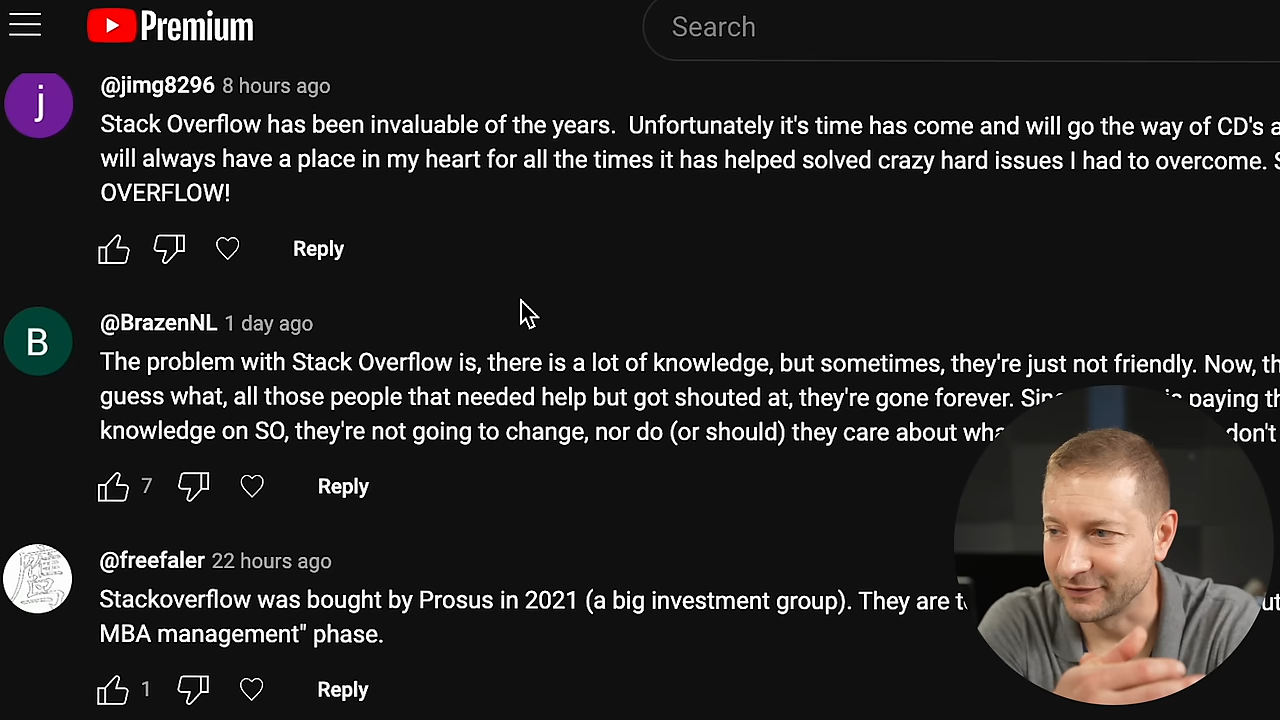 Premium
Search
j
@jimg8296 8 hours ago
Stack Overflow has been invaluable of the years.  Unfortunately it's time has come and will go the way of CD's
will always have a place in my heart for all the times it has helped solved crazy hard issues I had to overcome.
OVERFLOW!
Reply
B
@BrazenNL 1 day ago
The problem with Stack Overflow is, there is a lot of knowledge, but sometimes, they're just not friendly. Now,
guess what, all those people that needed help but got shouted at, they're gone forever. paying
knowledge on SO, they're not going to change, nor do (or should) they care about don't
7 Reply
@freefaler 22 hours ago
Stackoverflow was bought by Prosus in 2021 (a big investment group). They are
MBA management" phase.
1 Reply